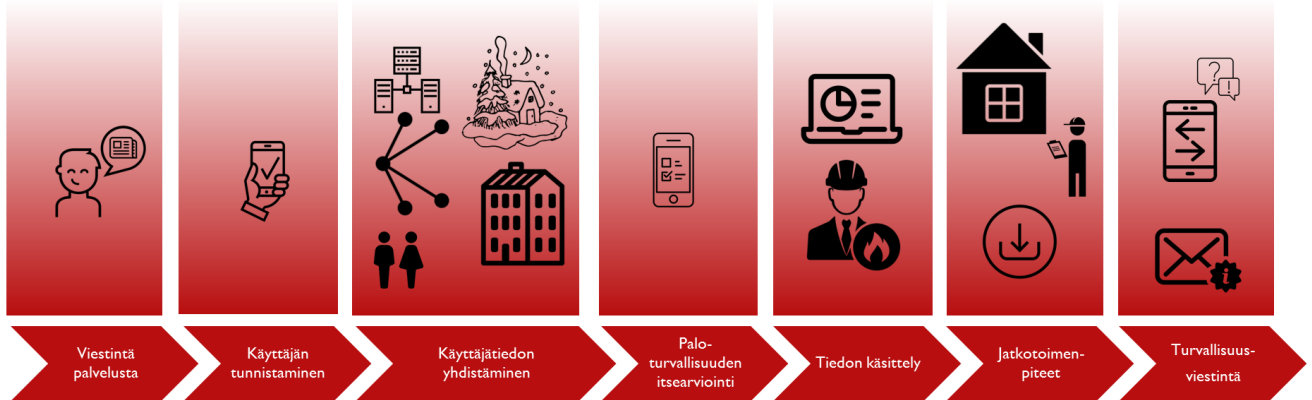 ?
!
i
Viestintä
palvelusta
Käyttäjän
tunnistaminen
Käyttäjätiedon
yhdistäminen
Palo-
turvallisuuden
itsearviointi
Tiedon käsittely
Jatkotoimen-
piteet
Turvallisuus-
viestintä